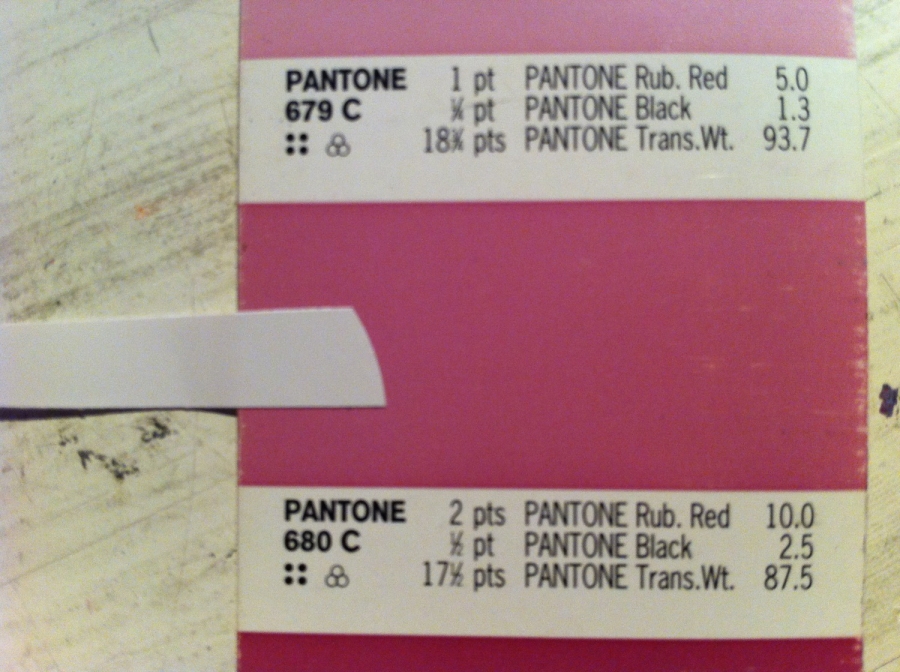 PANTONE 1 pt PANTONE Rub. Red 5.0
679 C ¼ pt PANTONE Black 1.3
18¾ pts PANTONE Trans.Wt. 93.7
PANTONE 2 pts PANTONE Rub. Red 10.0
680 C ½ pt PANTONE Black 2.5
17½ pts PANTONE Trans.Wt. 87.5